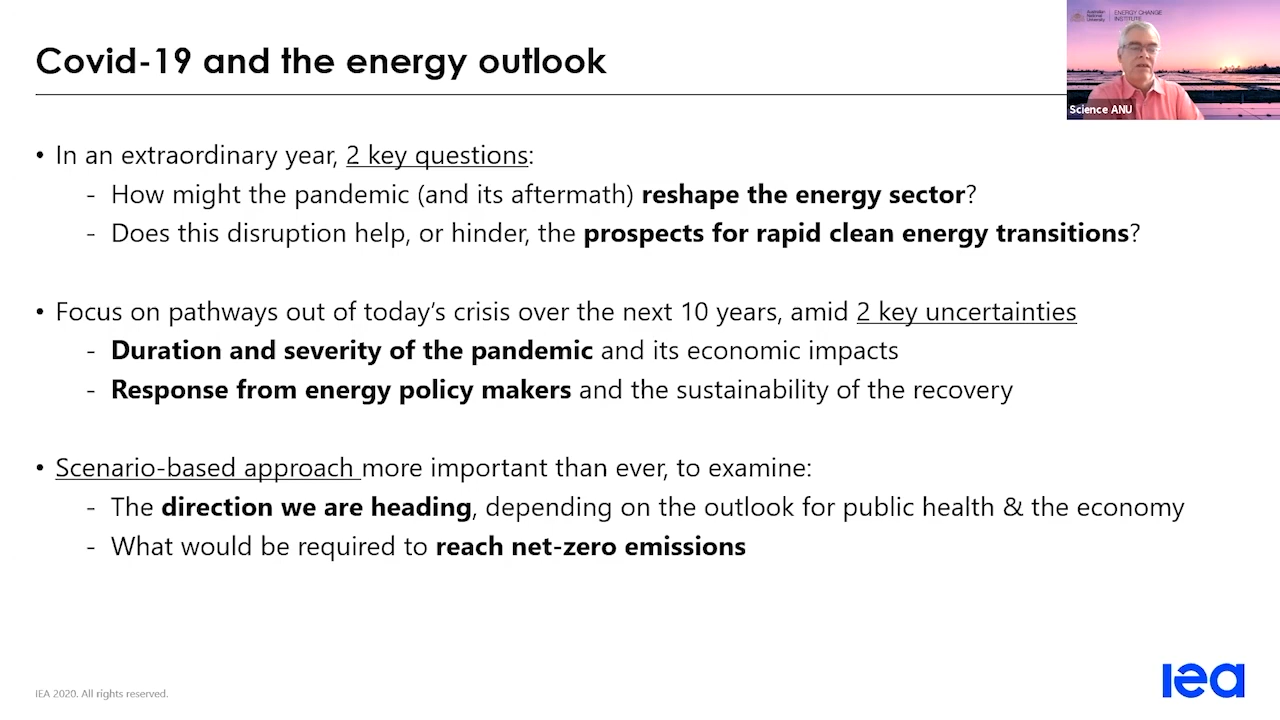 Covid-19 and the energy outlook
Australian
National
University
ENERGY CHANGE
INSTITUTE
Science ANU
• In an extraordinary year, 2 key questions:
- How might the pandemic (and its aftermath) reshape the energy sector?
- Does this disruption help, or hinder, the prospects for rapid clean energy transitions?
• Focus on pathways out of today’s crisis over the next 10 years, amid 2 key uncertainties
- Duration and severity of the pandemic and its economic impacts
- Response from energy policy makers and the sustainability of the recovery
• Scenario-based approach more important than ever, to examine:
- The direction we are heading, depending on the outlook for public health & the economy
- What would be required to reach net-zero emissions
IEA 2020. All rights reserved.
iea